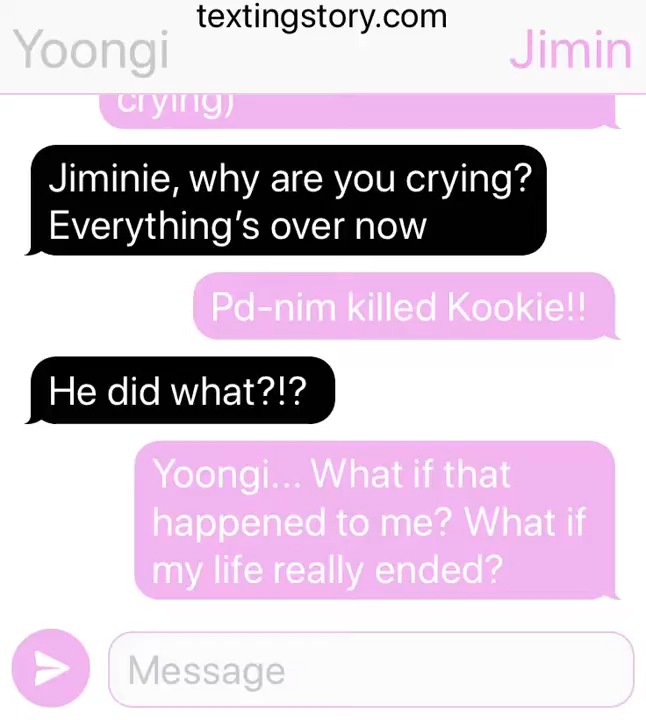 textingstory.com
Yoongi
Jimin
crying)
Jiminie, why are you crying?
Everything’s over now
Pd-nim killed Kookie!!
He did what?!?
Yoongi... What if that
happened to me? What if
my life really ended?
Message